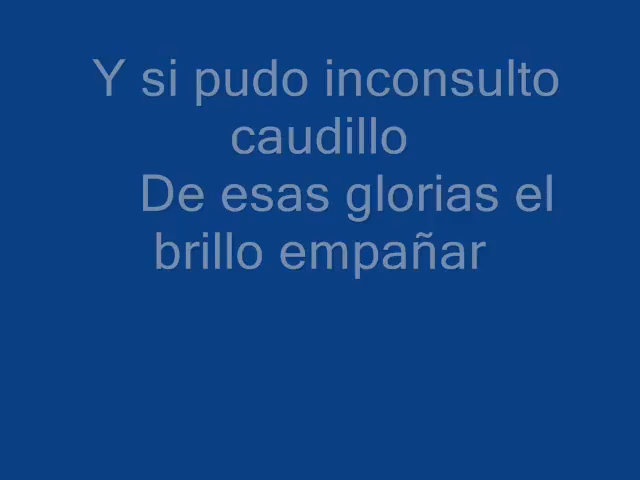 Y si pudo inconsulto
caudillo
De esas glorias el
brillo empañar